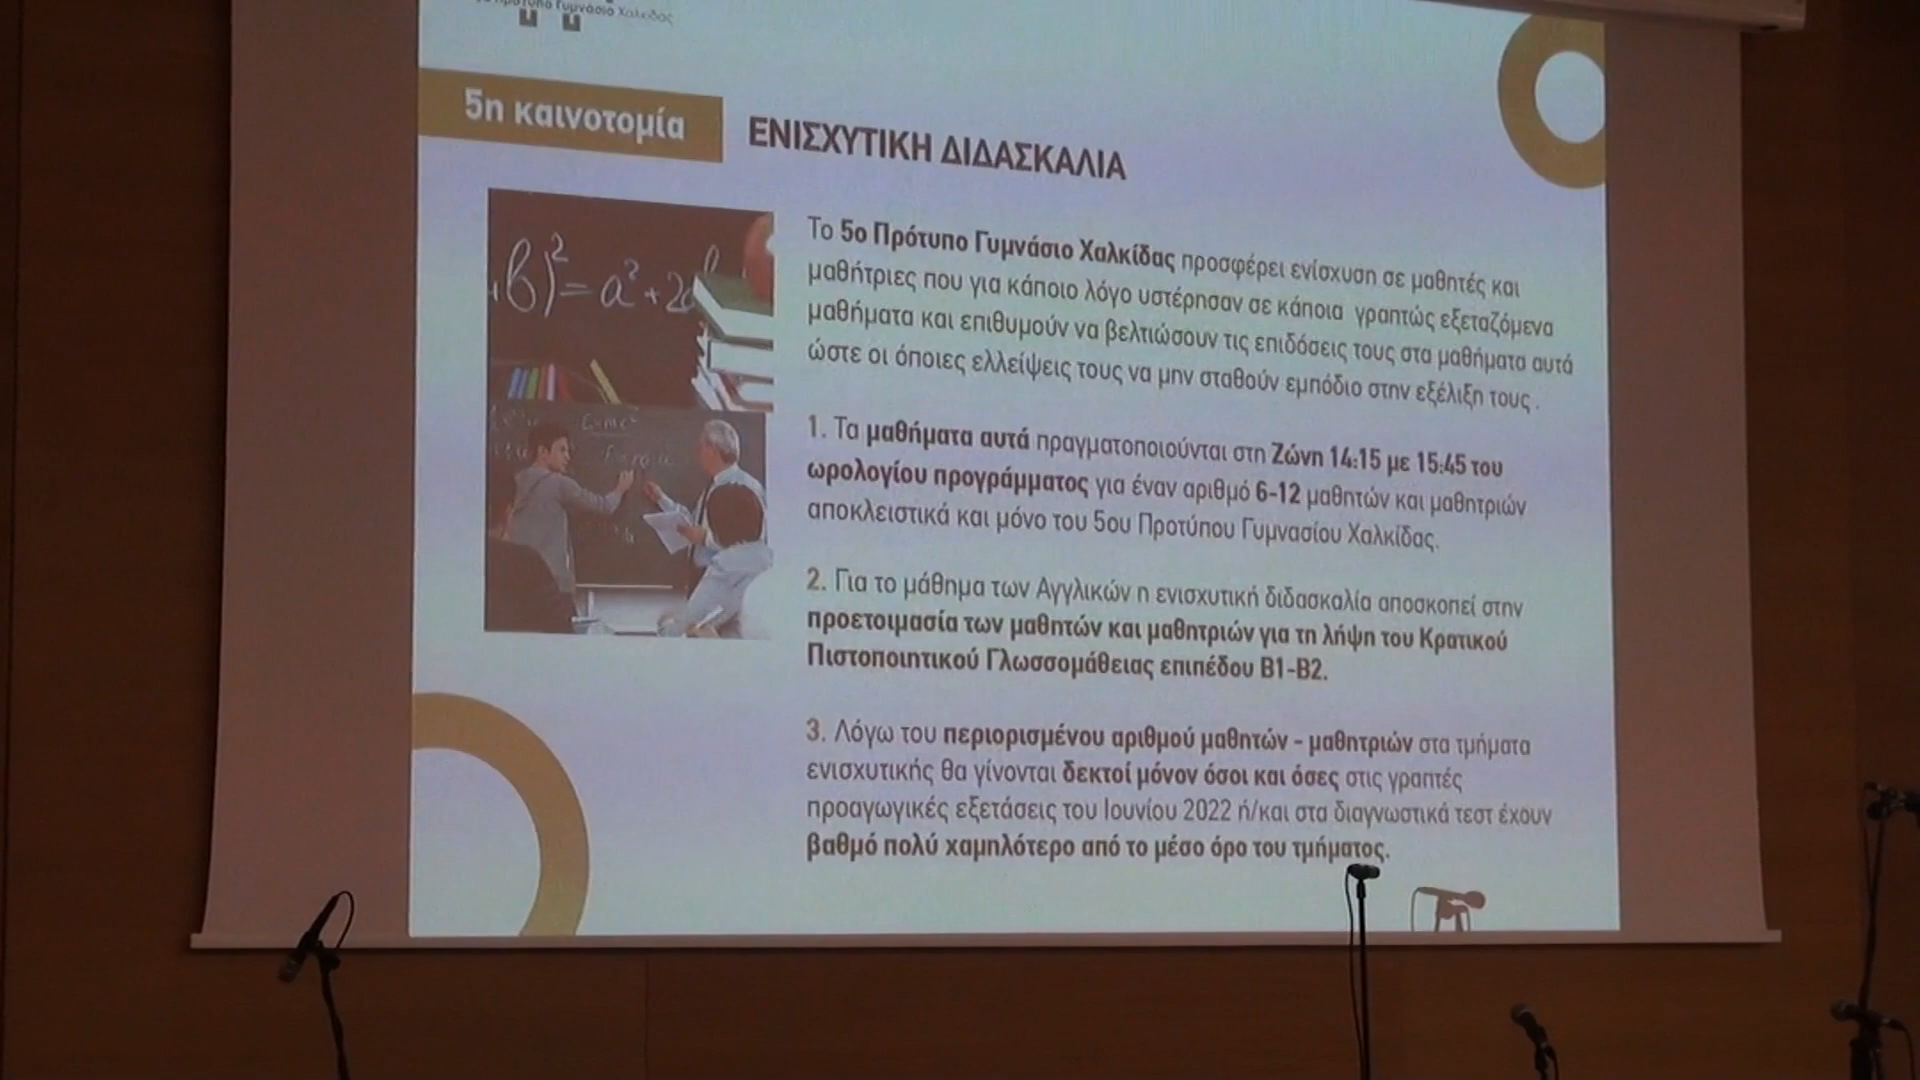 Πρότυπο Γυμνάσιο Χαλκίδας
5η καινοτομία
ΕΝΙΣΧΥΤΙΚΗ ΔΙΔΑΣΚΑΛΙΑ
Το 5ο Πρότυπο Γυμνάσιο Χαλκίδας προσφέρει ενίσχυση σε μαθητές και
μαθήτριες που για κάποιο λόγο υστέρησαν σε κάποια γραπτώς εξεταζόμενα
μαθήματα και επιθυμούν να βελτιώσουν τις επιδόσεις τους στα μαθήματα αυτά
ώστε οι όποιες ελλείψεις τους να μην σταθούν εμπόδιο στην εξέλιξη τους .
1. Τα μαθήματα αυτά πραγματοποιούνται στη Ζώνη 14:15 με 15:45 του
ωρολογίου προγράμματος για έναν αριθμό 6-12 μαθητών και μαθητριών
αποκλειστικά και μόνο του 5ου Προτύπου Γυμνασίου Χαλκίδας.
2. Για το μάθημα των Αγγλικών η ενισχυτική διδασκαλία αποσκοπεί στην
προετοιμασία των μαθητών και μαθητριών για τη λήψη του Κρατικού
Πιστοποιητικού Γλωσσομάθειας επιπέδου Β1-Β2.
3. Λόγω του περιορισμένου αριθμού μαθητών - μαθητριών στα τμήματα
ενισχυτικής θα γίνονται δεκτοί μόνον όσοι και όσες στις γραπτές
προαγωγικές εξετάσεις του Ιουνίου 2022 ή/και στα διαγνωστικά τεστ έχουν
βαθμό πολύ χαμηλότερο από το μέσο όρο του τμήματος.
b)² = a² + 2a
E=mc²